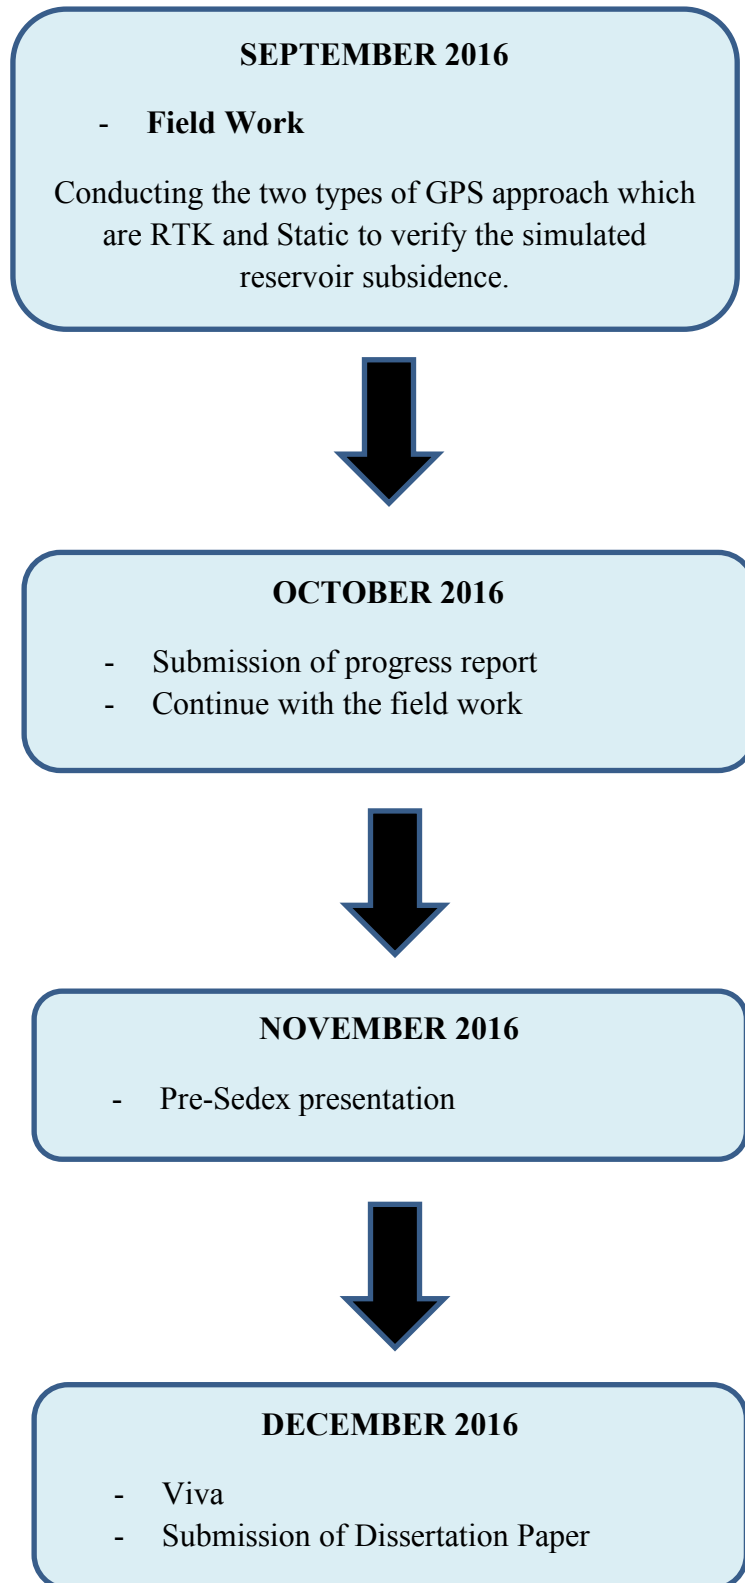 SEPTEMBER 2016
- Field Work
Conducting the two types of GPS approach which
are RTK and Static to verify the simulated
reservoir subsidence.
OCTOBER 2016
- Submission of progress report
- Continue with the field work
NOVEMBER 2016
- Pre-Sedex presentation
DECEMBER 2016
- Viva
- Submission of Dissertation Paper